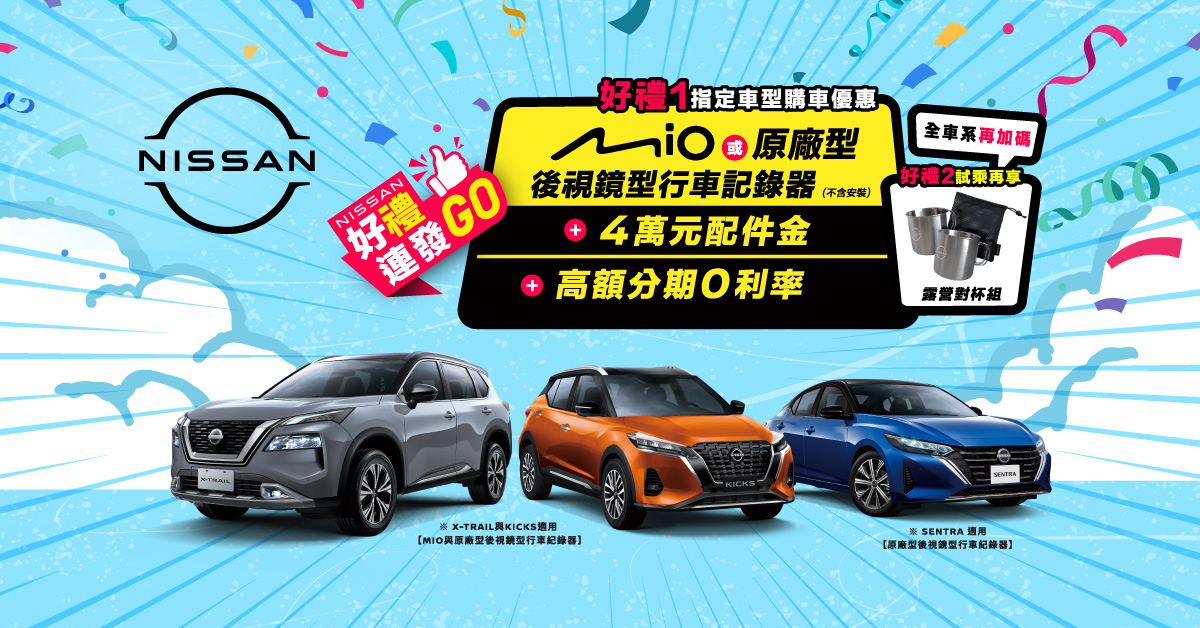 NISSAN
NISSAN
好禮
連發GO
好禮1指定車型購車優惠
Mio或原廠型
後視鏡型行車記錄器(不含安裝)
+ 4萬元配件金
+ 高額分期0利率
全車系再加碼
好禮2試乘再享
露營對杯組
X-TRAIL
KICKS
SENTRA
※ X-TRAIL與KICKS適用
【MIO與原廠型後視鏡型行車紀錄器】
※ SENTRA 適用
【原廠型後視鏡型行車紀錄器】